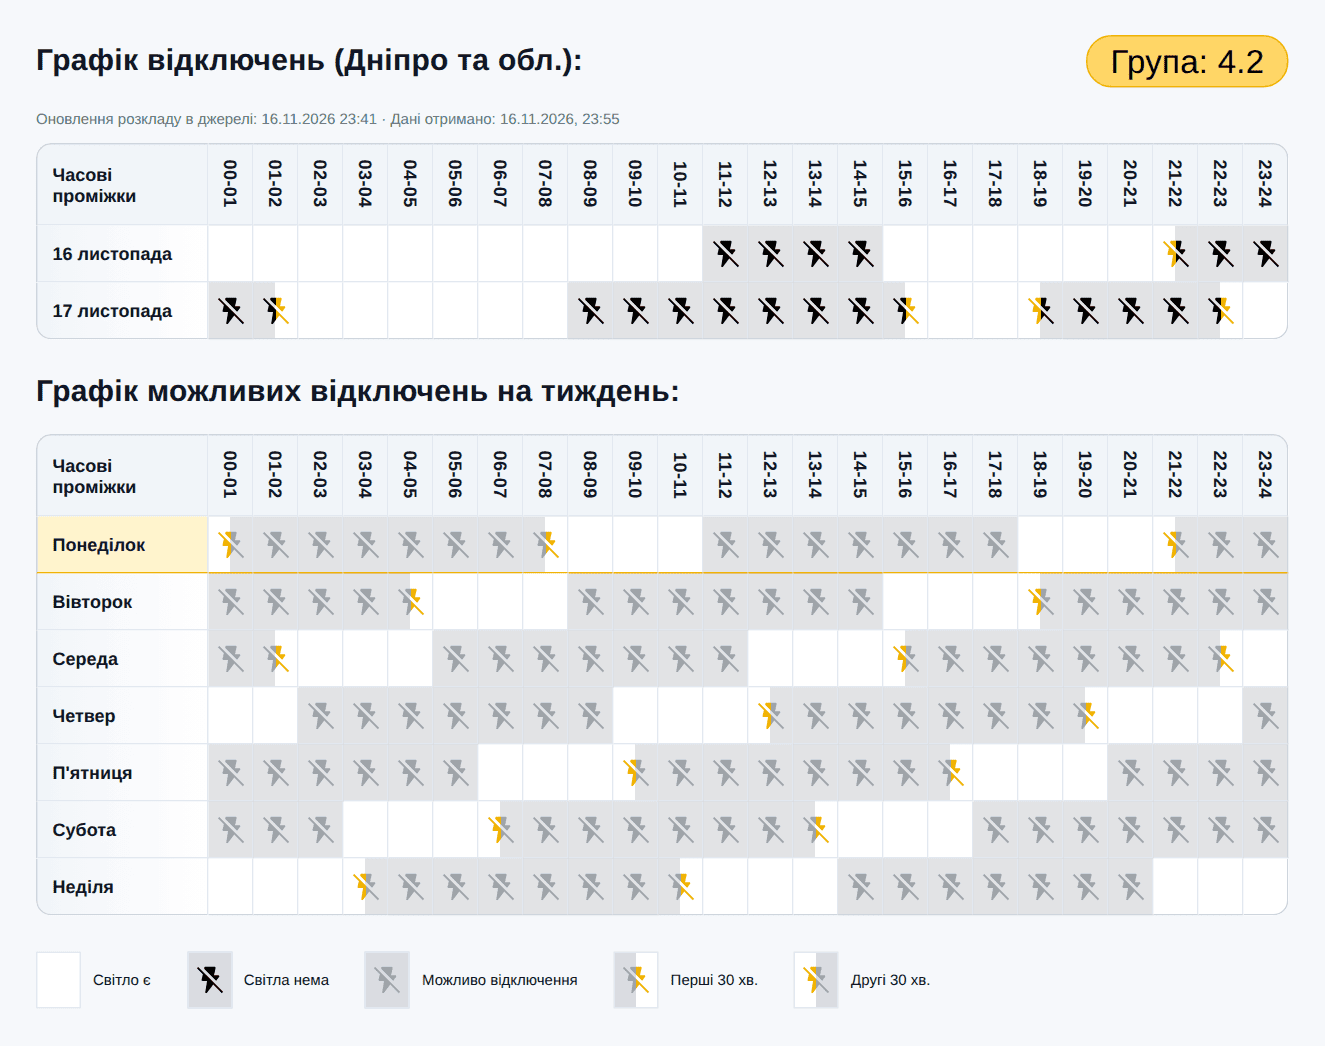 Графік відключень (Дніпро та обл.):
Група: 4.2
Оновлення розкладу в джерелі: 16.11.2026 23:41 · Дані отримано: 16.11.2026, 23:55
Часові проміжки 00-01 01-02 02-03 03-04 04-05 05-06 06-07 07-08 08-09 09-10 10-11 11-12 12-13 13-14 14-15 15-16 16-17 17-18 18-19 19-20 20-21 21-22 22-23 23-24
16 листопада
17 листопада
Графік можливих відключень на тиждень:
Часові проміжки 00-01 01-02 02-03 03-04 04-05 05-06 06-07 07-08 08-09 09-10 10-11 11-12 12-13 13-14 14-15 15-16 16-17 17-18 18-19 19-20 20-21 21-22 22-23 23-24
Понеділок
Вівторок
Середа
Четвер
П'ятниця
Субота
Неділя
Світло є
Світла нема
Можливо відключення
Перші 30 хв.
Другі 30 хв.